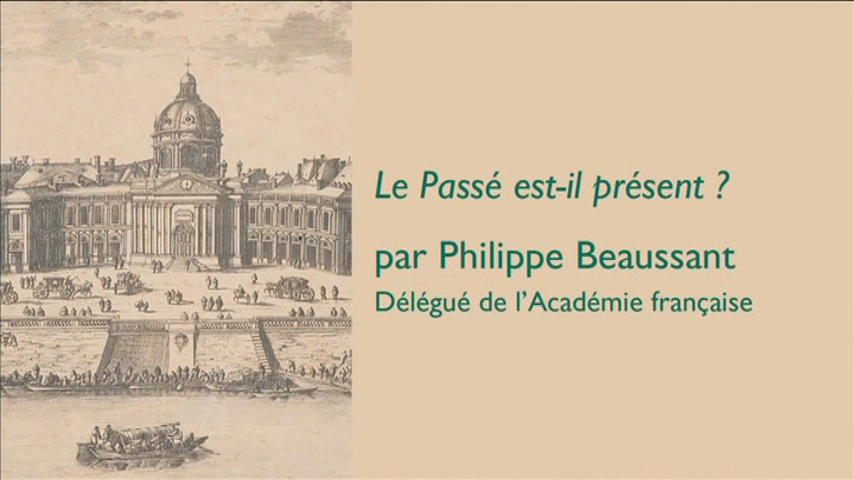 Le Passé est-il présent ?
par Philippe Beaussant
Délégué de l’Académie française